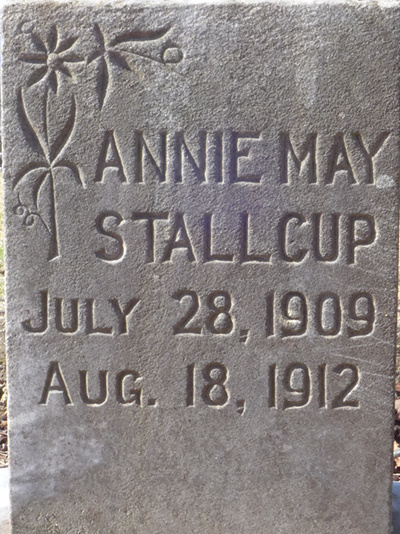 ANNIE MAY
STALLCUP
JULY 28, 1909
AUG. 18, 1912